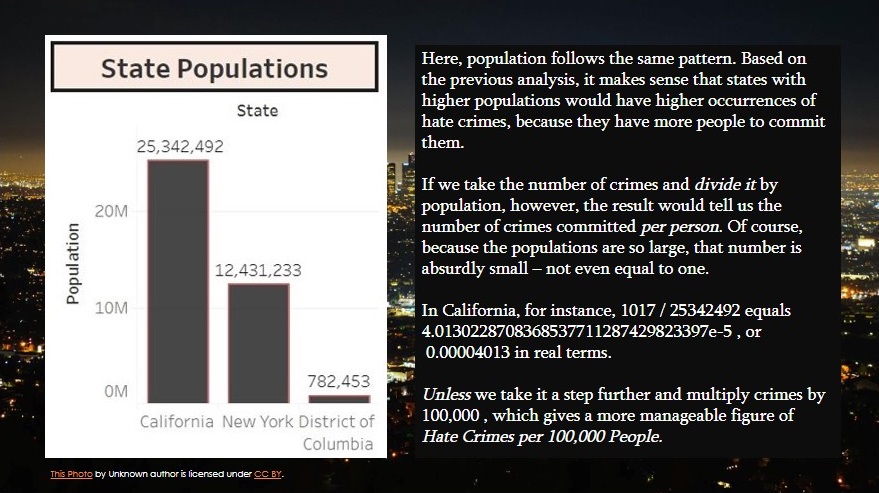 State Populations
State
25,342,492
12,431,233
782,453
20M
10M
0M
Population
California New York District of
Columbia
Here, population follows the same pattern. Based on
the previous analysis, it makes sense that states with
higher populations would have higher occurrences of
hate crimes, because they have more people to commit
them.
If we take the number of crimes and divide it by
population, however, the result would tell us the
number of crimes committed per person. Of course,
because the populations are so large, that number is
absurdly small – not even equal to one.
In California, for instance, 1017 / 25342492 equals
4.0130228708368537711287429823397e-5 , or
0.00004013 in real terms.
Unless we take it a step further and multiply crimes by
100,000 , which gives a more manageable figure of
Hate Crimes per 100,000 People.
This Photo by Unknown author is licensed under CC BY.